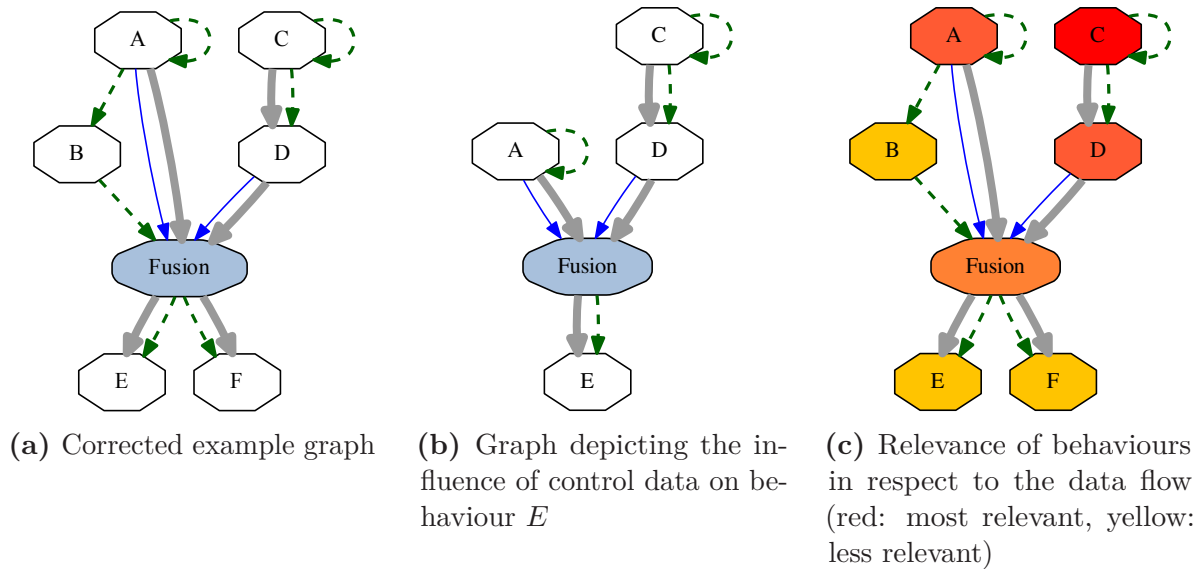 A
C
B
D
Fusion
E
F
(a) Corrected example graph
C
A
D
Fusion
E
(b) Graph depicting the in-
fluence of control data on be-
haviour E
A
C
B
D
Fusion
E
F
(c) Relevance of behaviours
in respect to the data flow
(red: most relevant, yellow:
less relevant)